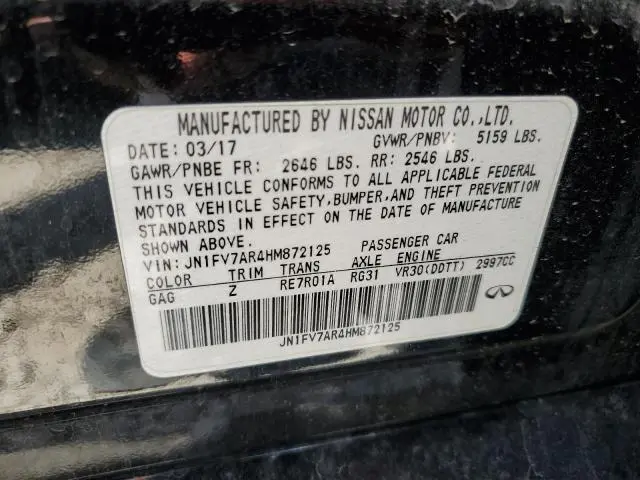 MANUFACTURED BY NISSAN MOTOR CO.,LTD.
DATE: 03/17 GVWR/PNBV: 5159 LBS.
GAWR/PNBE FR: 2646 LBS. RR: 2546 LBS.
THIS VEHICLE CONFORMS TO ALL APPLICABLE FEDERAL
MOTOR VEHICLE SAFETY,BUMPER,AND THEFT PREVENTION
STANDARDS IN EFFECT ON THE DATE OF MANUFACTURE
SHOWN ABOVE.
VIN: JN1FV7AR4HM872125 PASSENGER CAR
COLOR TRIM TRANS AXLE ENGINE
GAG Z RE7R01A RG31 VR30(DDTT) 2997CC
JN1FV7AR4HM872125